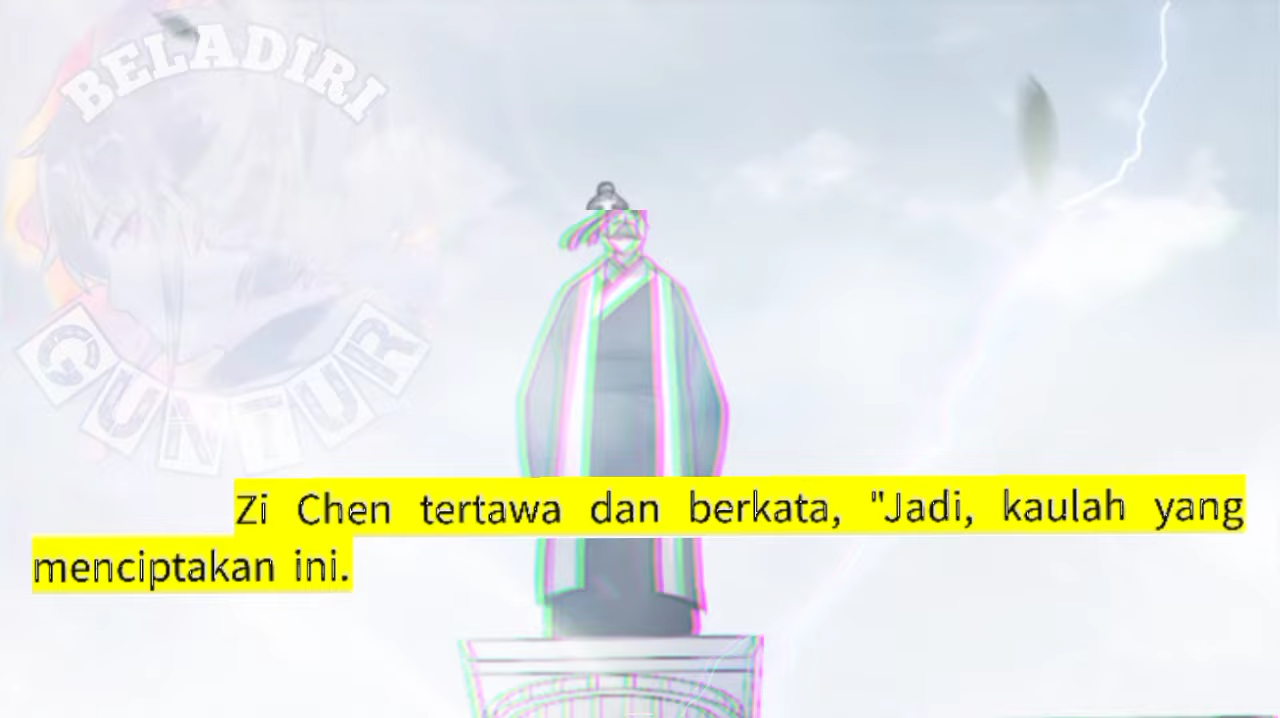 BELADIRI
GUNTUR
Zi Chen tertawa dan berkata, "Jadi, kaulah yang
menciptakan ini.